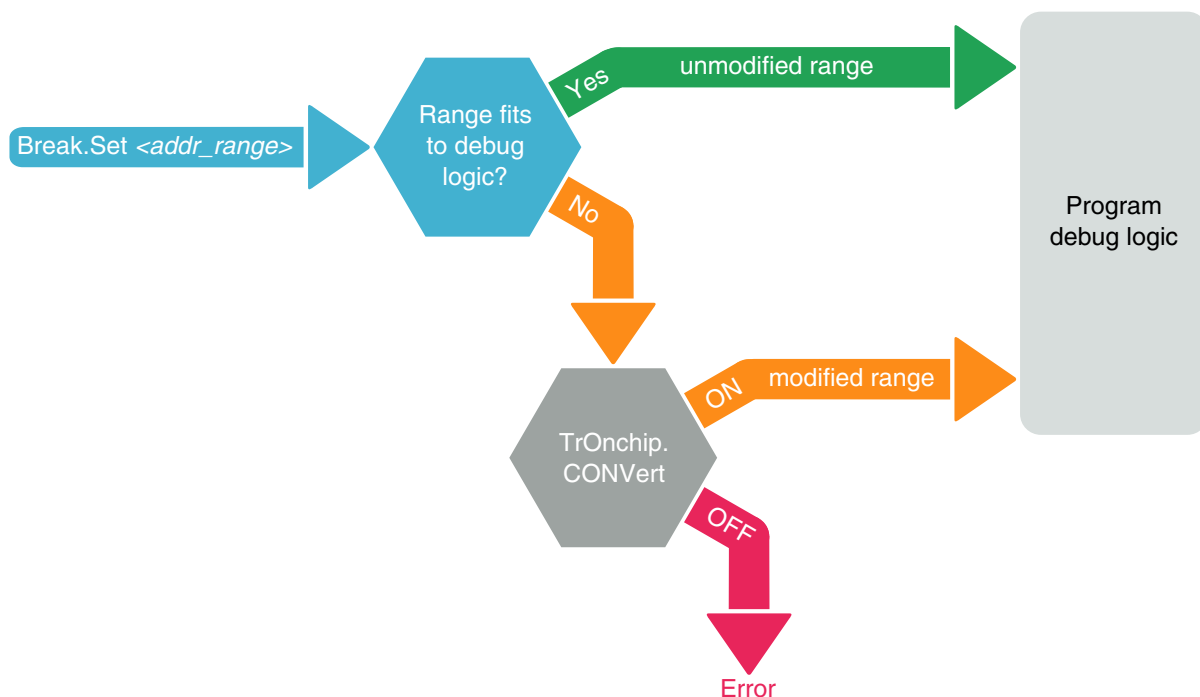 Break.Set <addr_range>
Range fits
to debug
logic?
Yes
unmodified range
No
Program
debug logic
TrOnchip.
CONVert
ON
modified range
OFF
Error